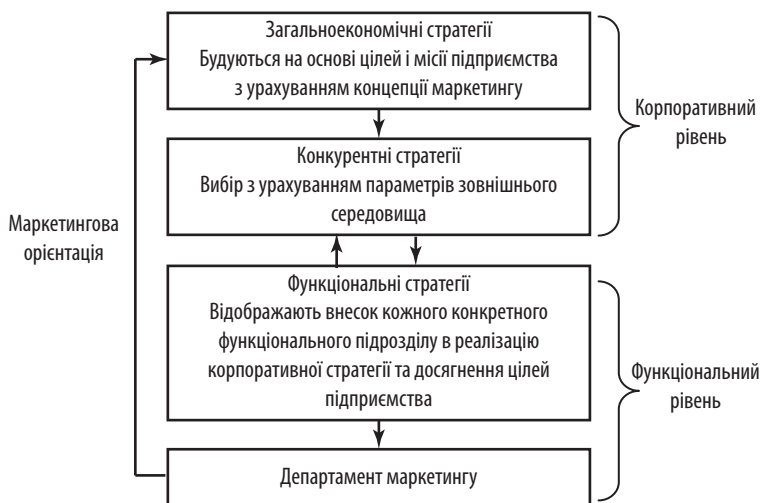 Загальноекономічні стратегії
Будуються на основі цілей і місії підприємства
з урахуванням концепції маркетингу
Корпоративний
рівень
Конкурентні стратегії
Вибір з урахуванням параметрів зовнішнього
середовища
Маркетингова
орієнтація
Функціональні стратегії
Відображають внесок кожного конкретного
функціонального підрозділу в реалізацію
корпоративної стратегії та досягнення цілей
підприємства
Функціональний
рівень
Департамент маркетингу